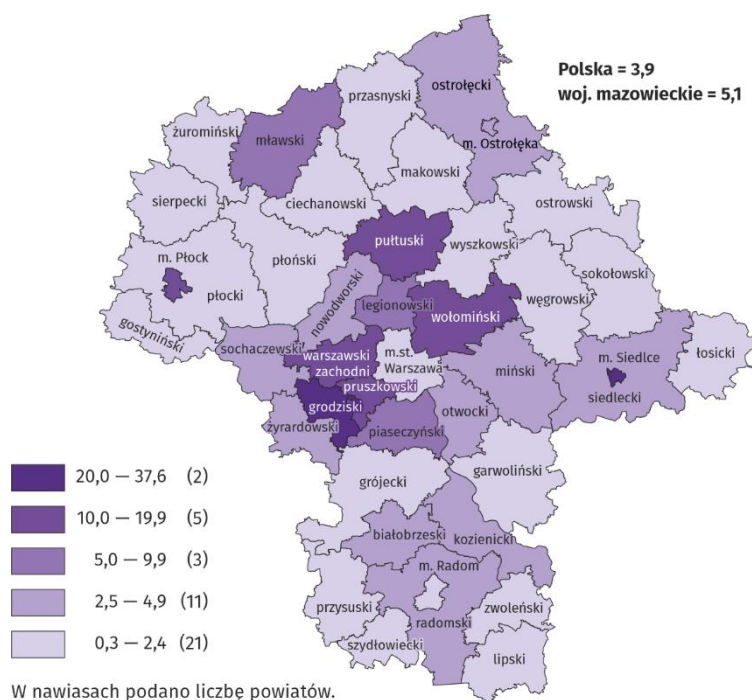 Polska = 3,9
woj. mazowieckie = 5,1
ostrołęcki
przasnyski
żuromiński
mławski
m. Ostrołęka
makowski
sierpecki
ciechanowski
ostrowski
pułtuski
wyszkowski
m. Płock
płoński
sokołowski
płocki
nowodworski
legionowski
węgrowski
wołomiński
gostyniński
sochaczewski
warszawski
zachodni
m.st.
Warszawa
m. Siedlce
łosicki
miński
pruszkowski
siedlecki
grodziski
otwocki
żyrardowski
piaseczyński
garwoliński
grójecki
20,0 — 37,6 (2)
10,0 — 19,9 (5)
5,0 — 9,9 (3)
2,5 — 4,9 (11)
0,3 — 2,4 (21)
białobrzeski
kozienicki
m. Radom
przysuski
zwoleński
radomski
szydłowiecki
lipski
W nawiasach podano liczbę powiatów.